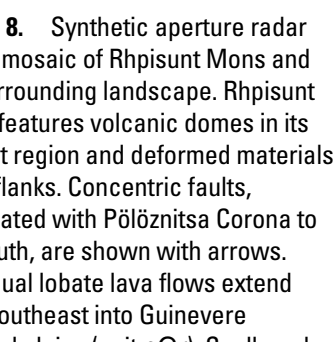 8. Synthetic aperture radar
mosaic of Rhpisunt Mons and
rrounding landscape. Rhpisunt
features volcanic domes in its
t region and deformed materials
flanks. Concentric faults,
ated with Pölöznitsa Corona to
uth, are shown with arrows.
ual lobate lava flows extend
outheast into Guinevere